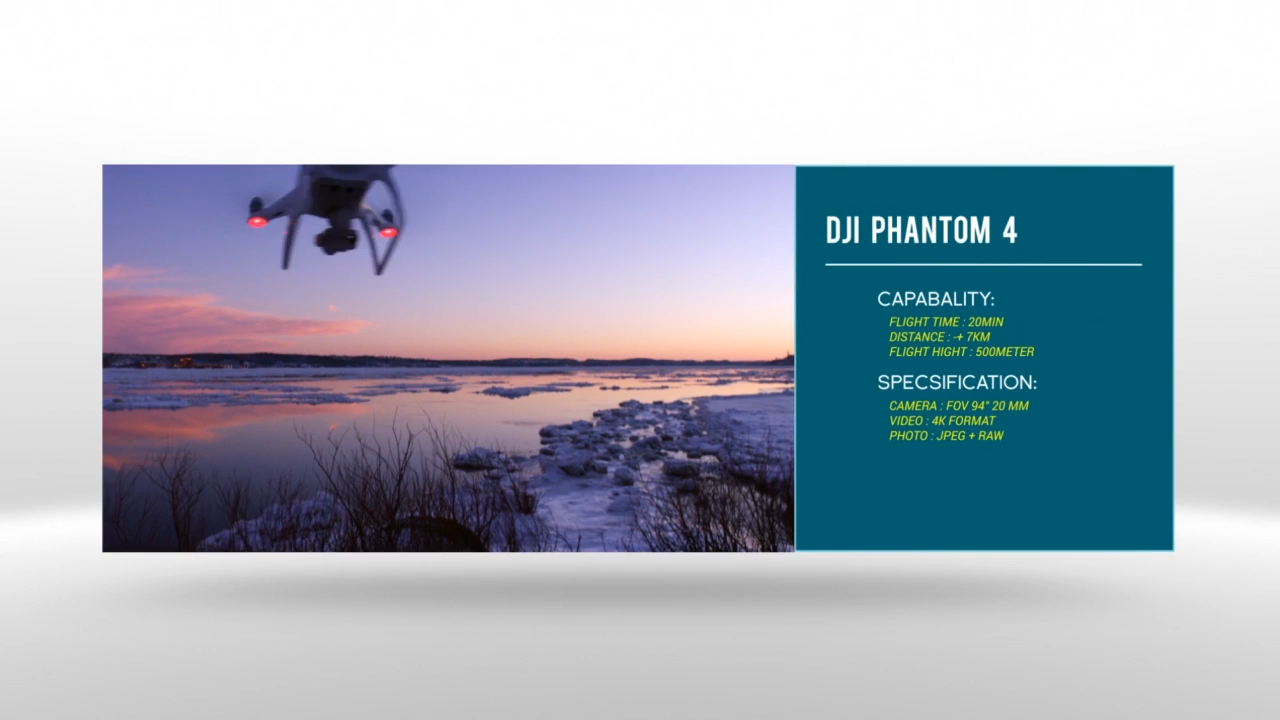 DJI PHANTOM 4
CAPABALITY:
FLIGHT TIME : 20MIN
DISTANCE : -+ 7KM
FLIGHT HIGHT : 500METER
SPECSIFICATION:
CAMERA : FOV 94° 20 MM
VIDEO : 4K FORMAT
PHOTO : JPEG + RAW